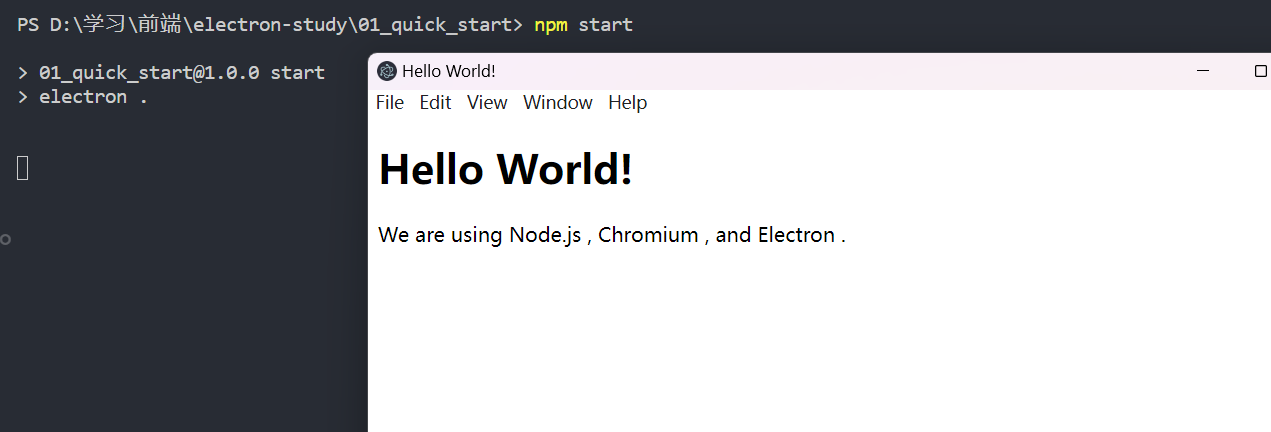 PS D:\学习\前端\electron-study\01_quick_start> npm start
> 01_quick_start@1.0.0 start
> electron .
Hello World!
File Edit View Window Help
Hello World!
We are using Node.js , Chromium , and Electron .